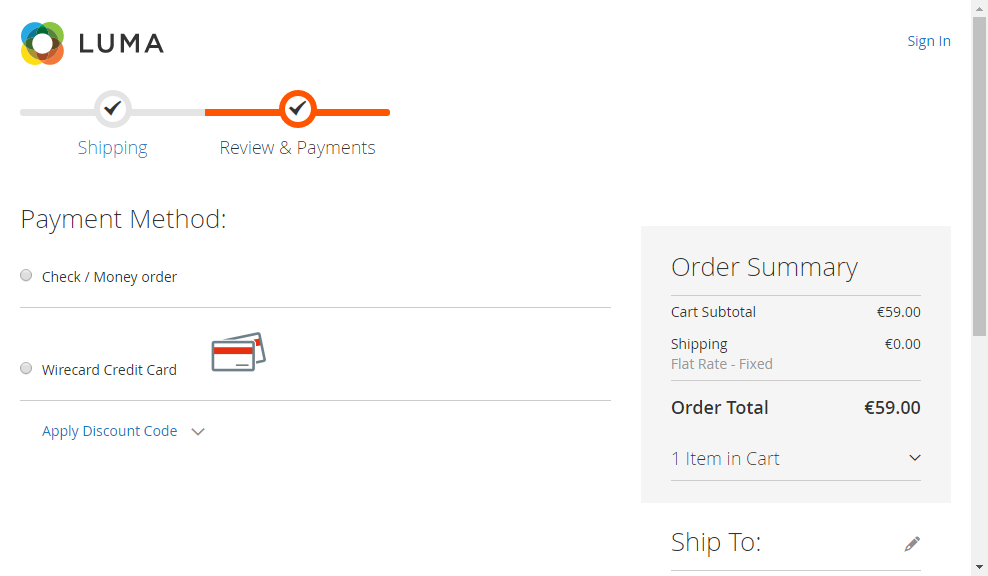 LUMA
Sign In
Shipping
Review & Payments
Payment Method:
Check / Money order
Wirecard Credit Card
Apply Discount Code
Order Summary
Cart Subtotal €59.00
Shipping €0.00
Flat Rate - Fixed
Order Total €59.00
1 Item in Cart
Ship To: